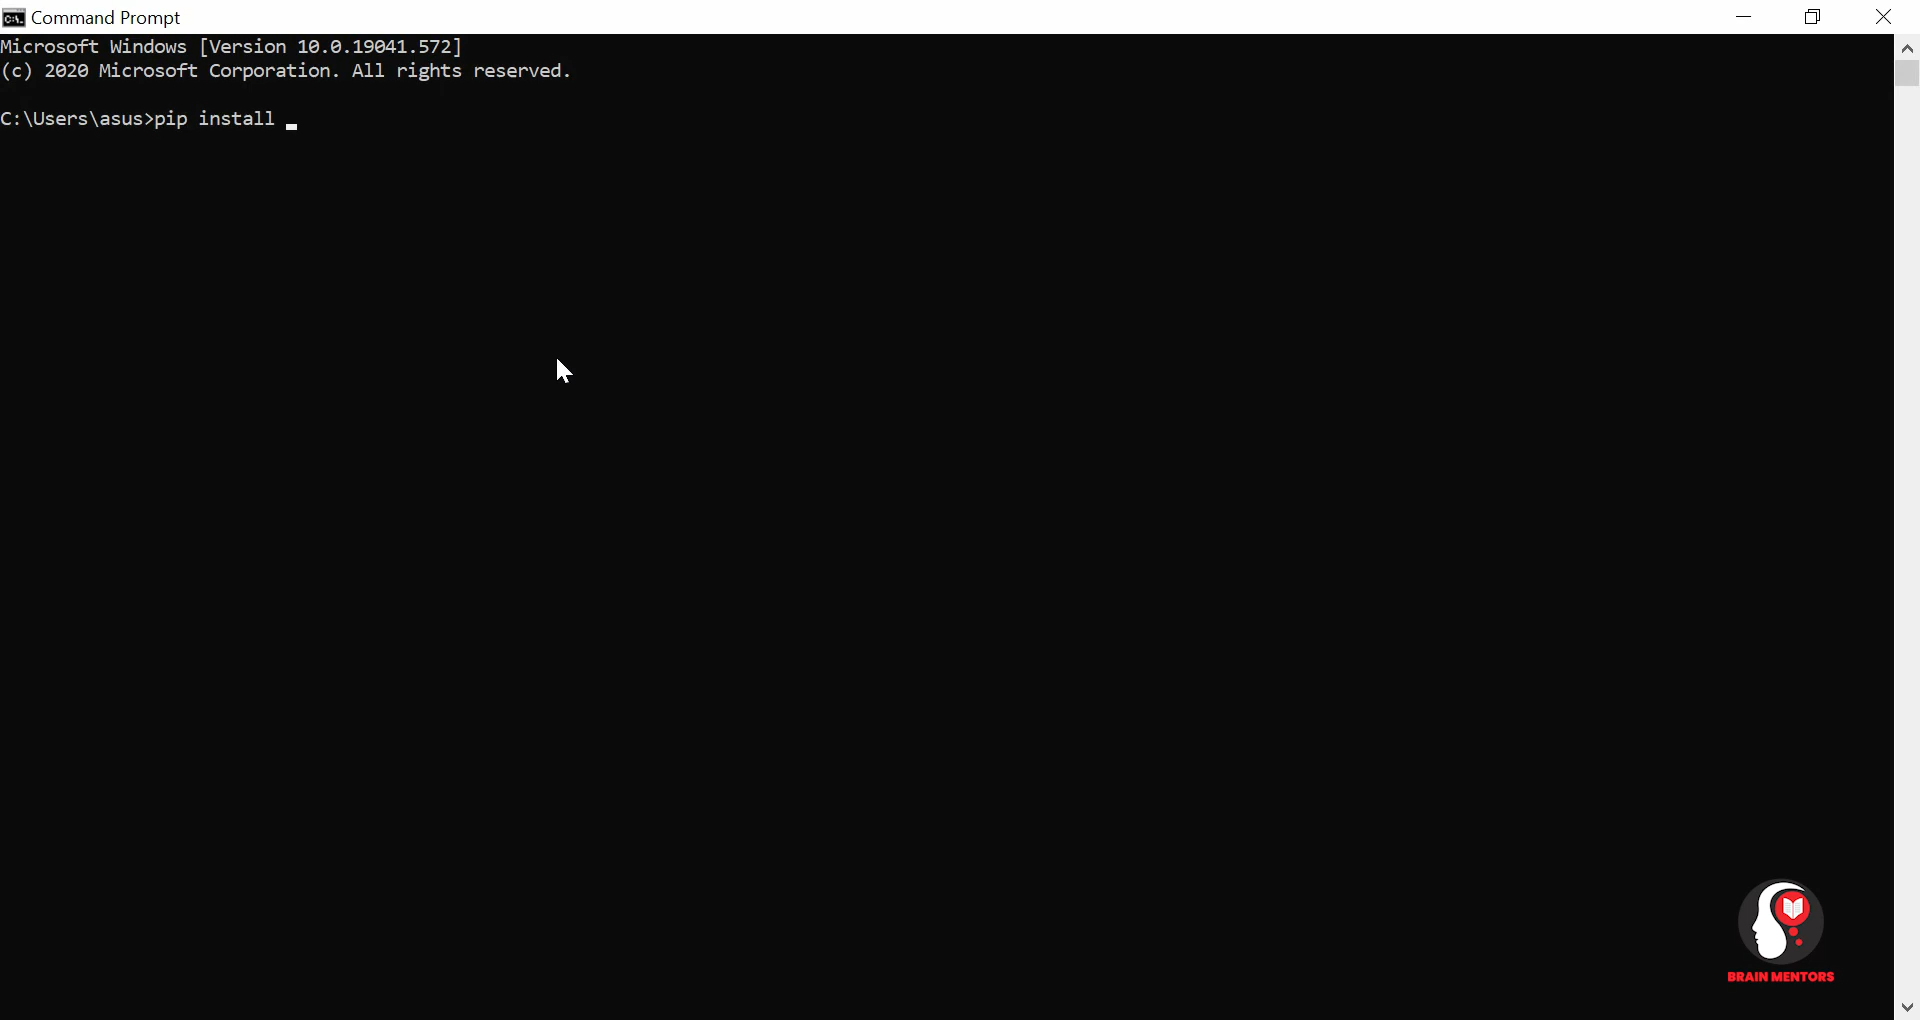 Command Prompt
Microsoft Windows [Version 10.0.19041.572]
(c) 2020 Microsoft Corporation. All rights reserved.
C:\Users\asus>pip install _
BRAIN MENTORS